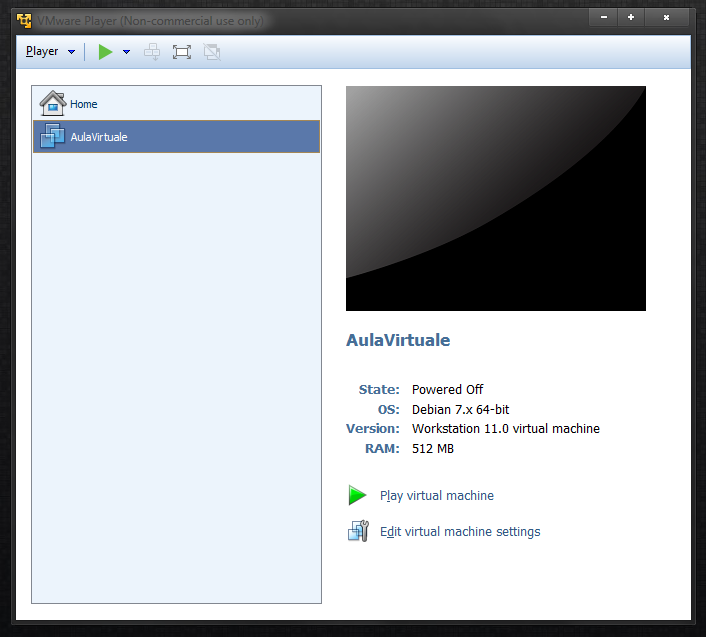 VMware Player (Non-commercial use only)
Player
Home
AulaVirtuale
AulaVirtuale
State: Powered Off
OS: Debian 7.x 64-bit
Version: Workstation 11.0 virtual machine
RAM: 512 MB
Play virtual machine
Edit virtual machine settings